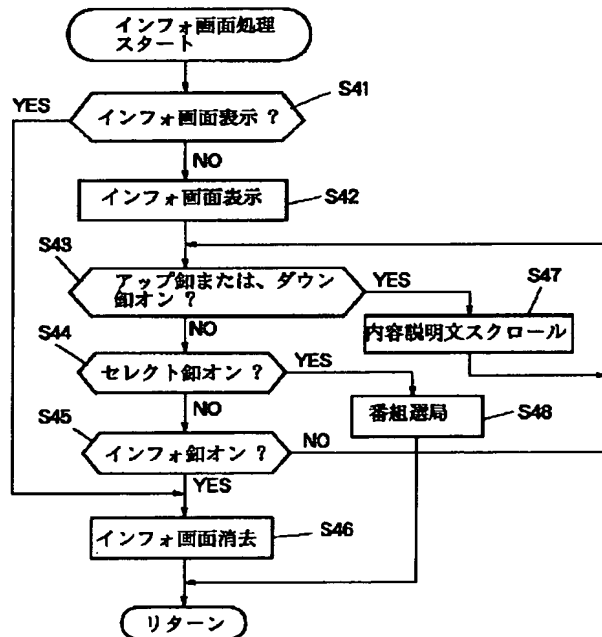 インフォ画面処理
スタート
S41
YES
インフォ画面表示？
NO
インフォ画面表示
S42
S43
アップ釦または、ダウン
釦オン？
YES
S47
内容説明文スクロール
NO
S44
セレクト釦オン？
YES
番組選局
S48
NO
S45
インフォ釦オン？
NO
YES
インフォ画面消去
S46
リターン